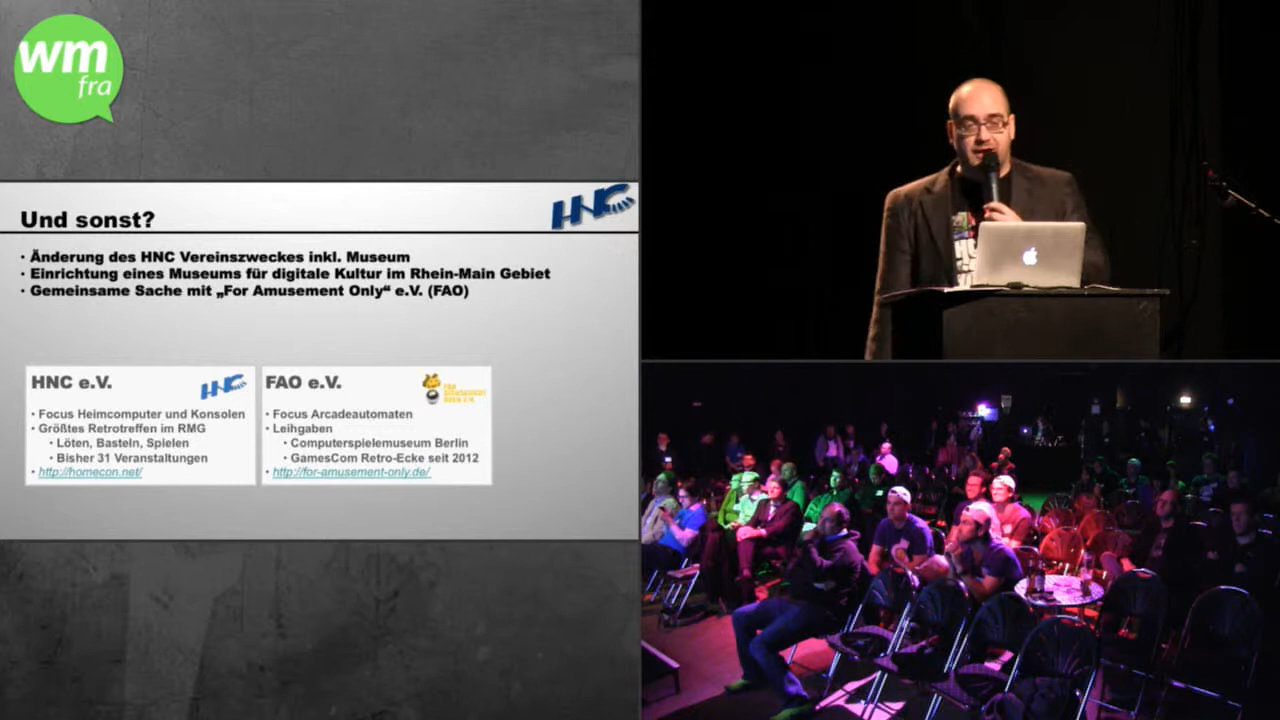 wm
fra
Und sonst?
HNC
· Änderung des HNC Vereinszweckes inkl. Museum
· Einrichtung eines Museums für digitale Kultur im Rhein-Main Gebiet
· Gemeinsame Sache mit „For Amusement Only“ e.V. (FAO)
HNC e.V.
HNC
· Focus Heimcomputer und Konsolen
· Größtes Retrotreffen im RMG
· Löten, Basteln, Spielen
· Bisher 31 Veranstaltungen
· http://homecon.net/
FAO e.V.
FOR
AMUSEMENT
ONLY e.V.
· Focus Arcadeautomaten
· Leihgaben
· Computerspielemuseum Berlin
· GamesCom Retro-Ecke seit 2012
· http://for-amusement-only.de/